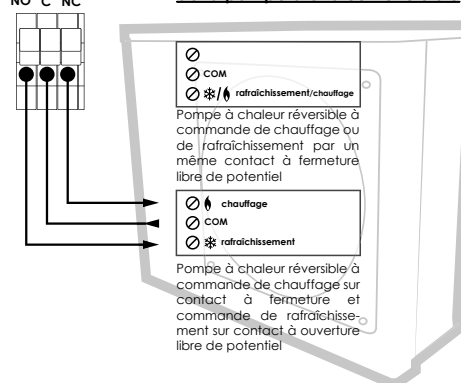 NO C NC
COM
rafraîchissement/chauffage
Pompe à chaleur réversible à
commande de chauffage ou
de rafraîchissement par un
même contact à fermeture
libre de potentiel
chauffage
COM
rafraîchissement
Pompe à chaleur réversible à
commande de chauffage sur
contact à fermeture et
commande de rafraîchisse-
ment sur contact à ouverture
libre de potentiel